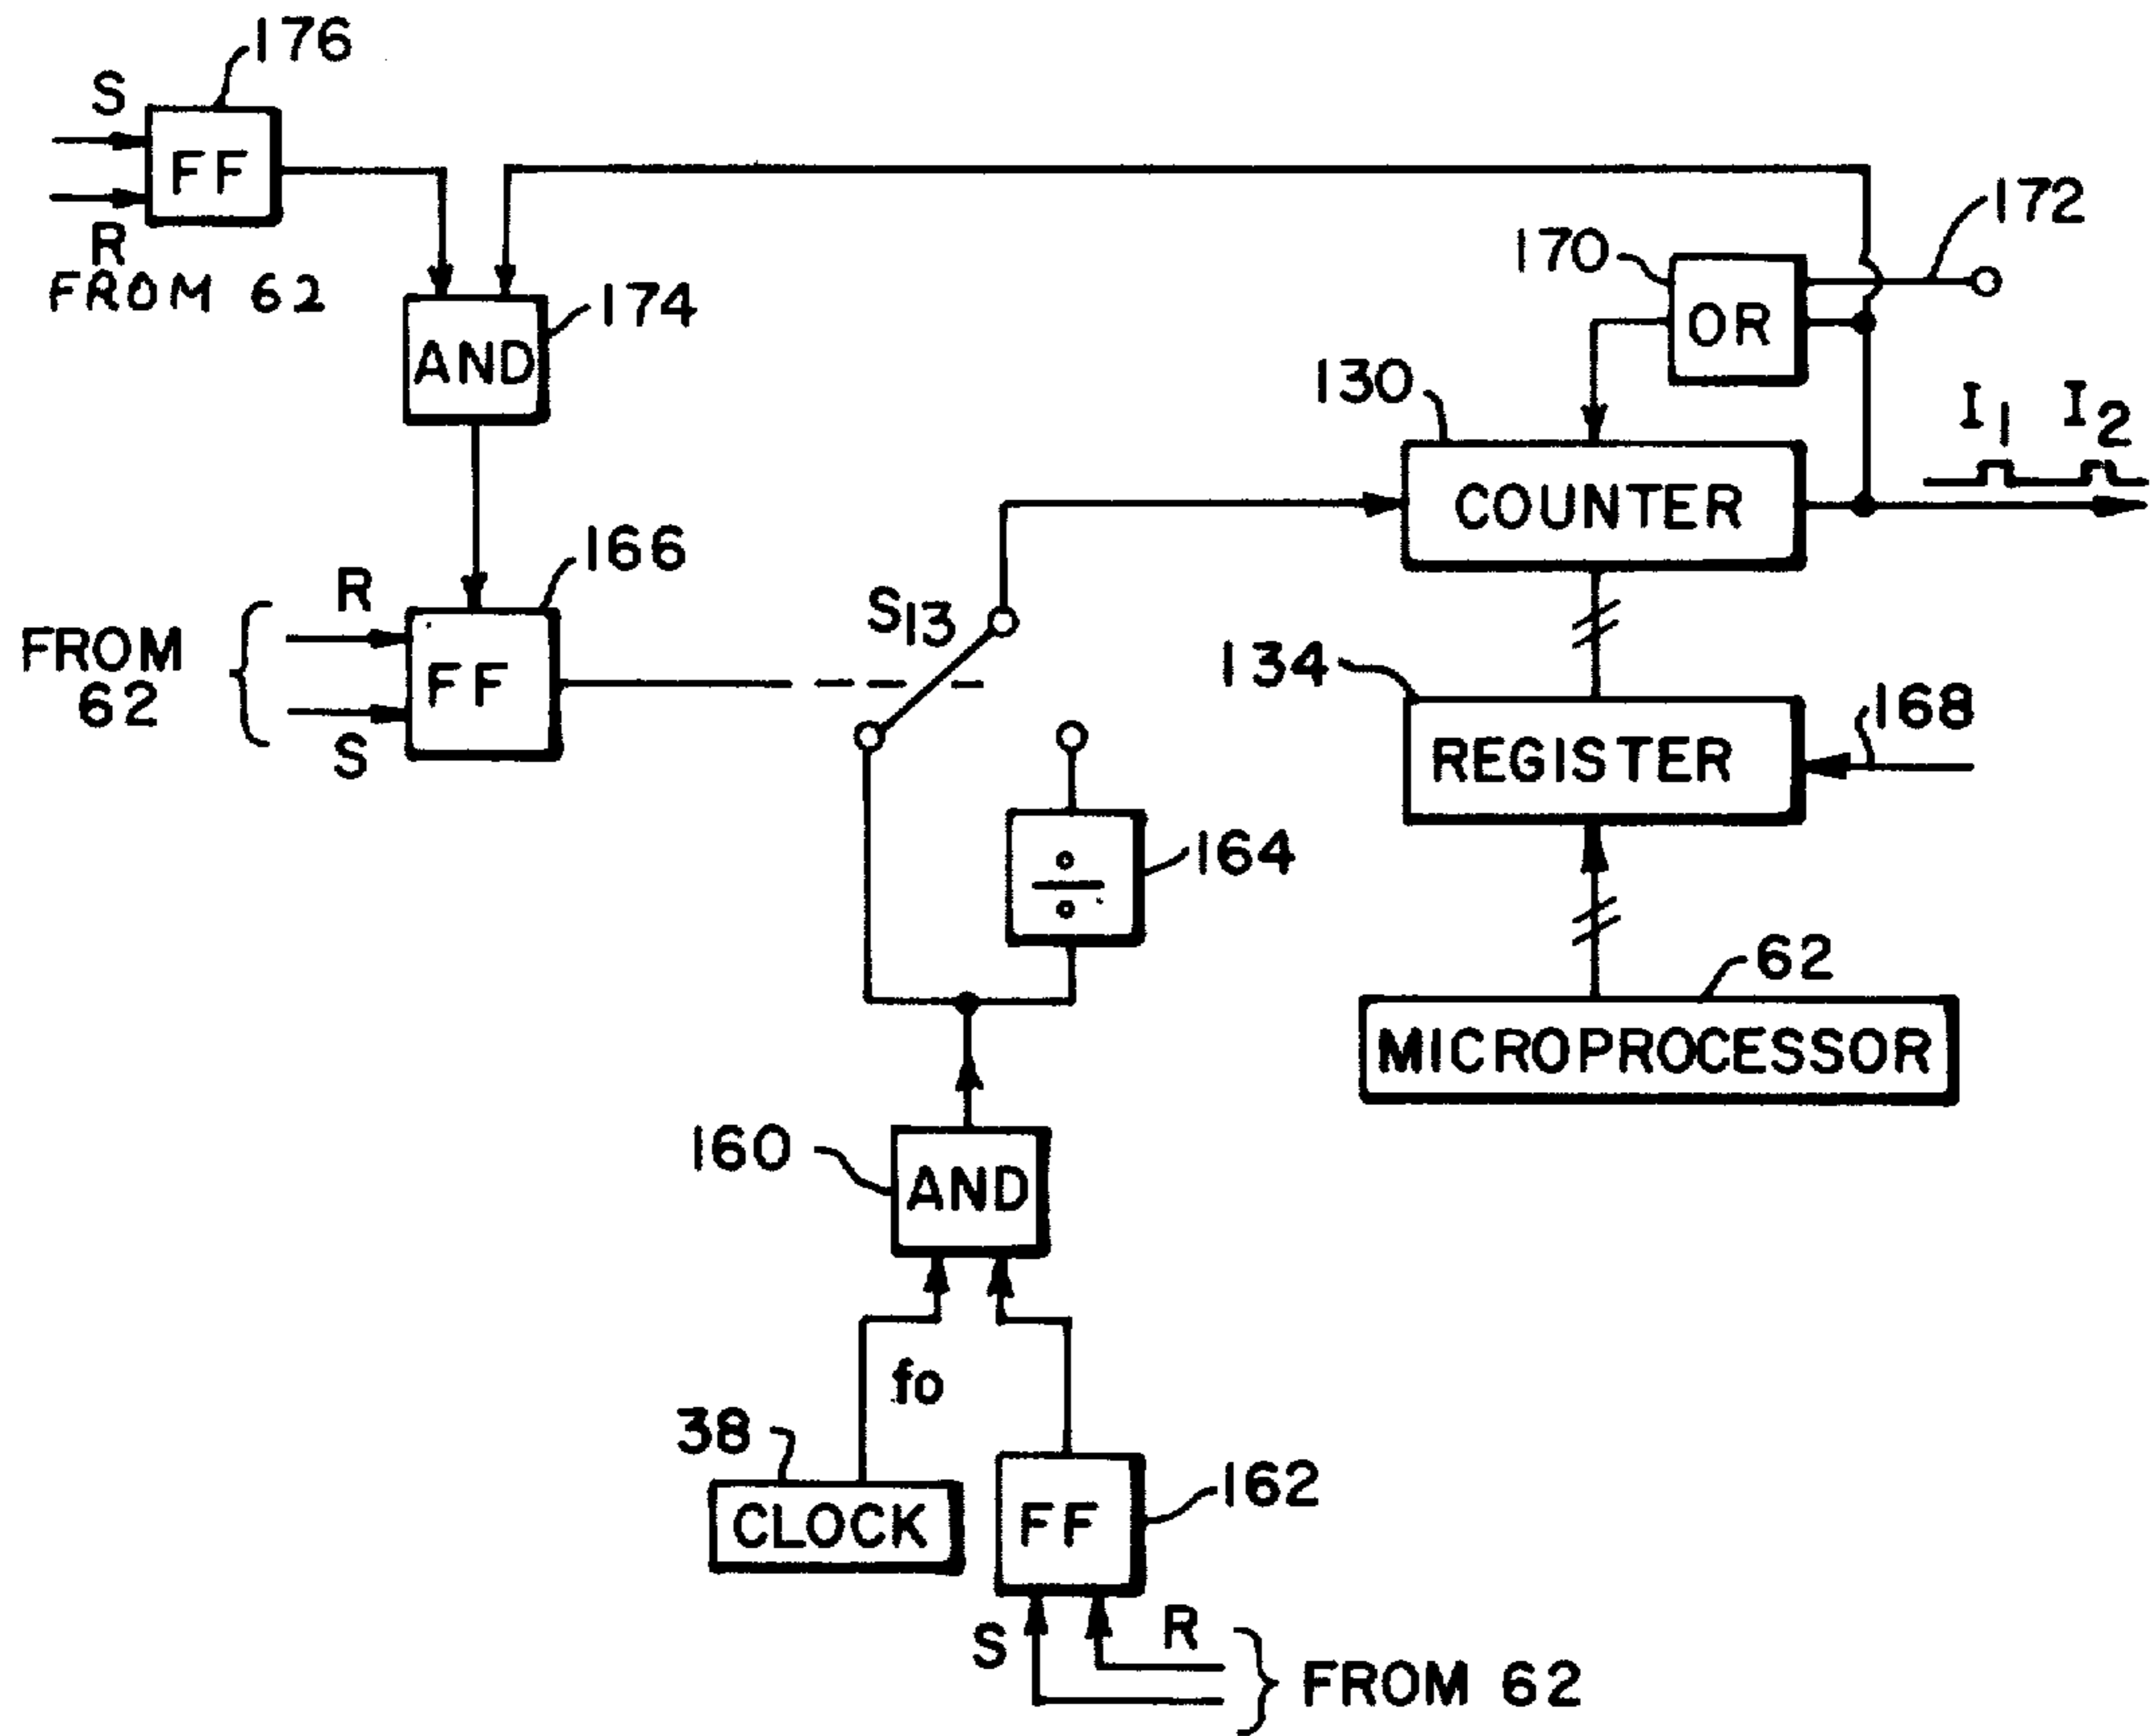 176
S
FF
R
FROM 62
172
170
OR
174
AND
130
I1 I2
COUNTER
166
R
FROM
62
FF
S
S13
134
REGISTER
168
÷
164
62
MICROPROCESSOR
160
AND
fo
38
CLOCK
FF
162
S
R
FROM 62